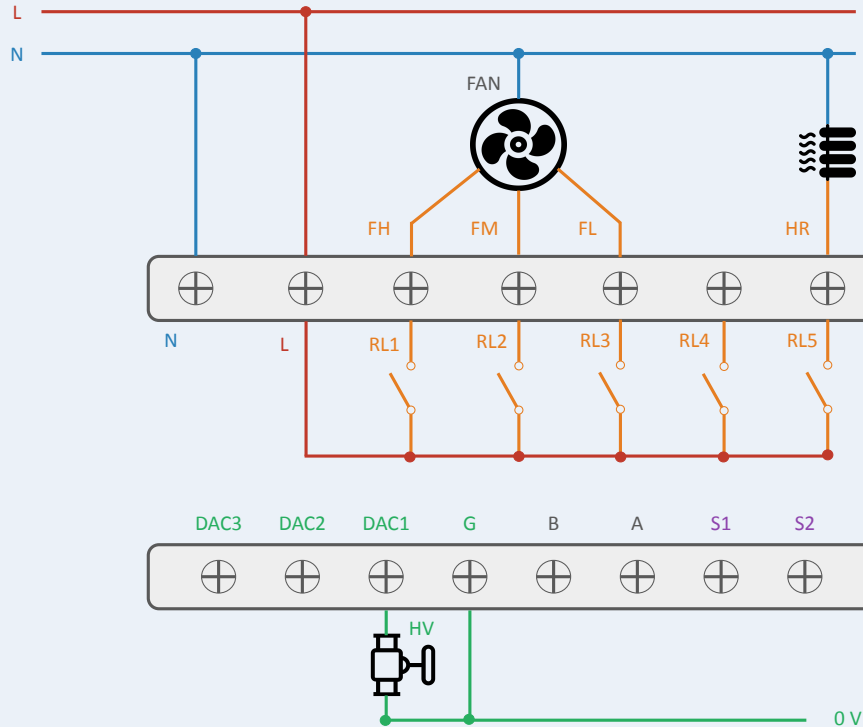 L
N
FAN
FH FM FL HR
N L RL1 RL2 RL3 RL4 RL5
DAC3 DAC2 DAC1 G B A S1 S2
HV
0 V